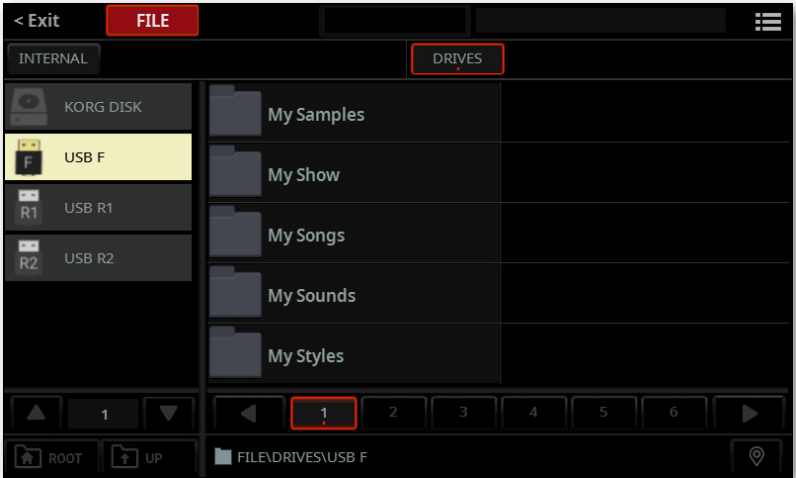 < Exit FILE
INTERNAL DRIVES
KORG DISK
F USB F
R1 USB R1
R2 USB R2
My Samples
My Show
My Songs
My Sounds
My Styles
1
1 2 3 4 5 6
ROOT UP
FILE\DRIVES\USB F